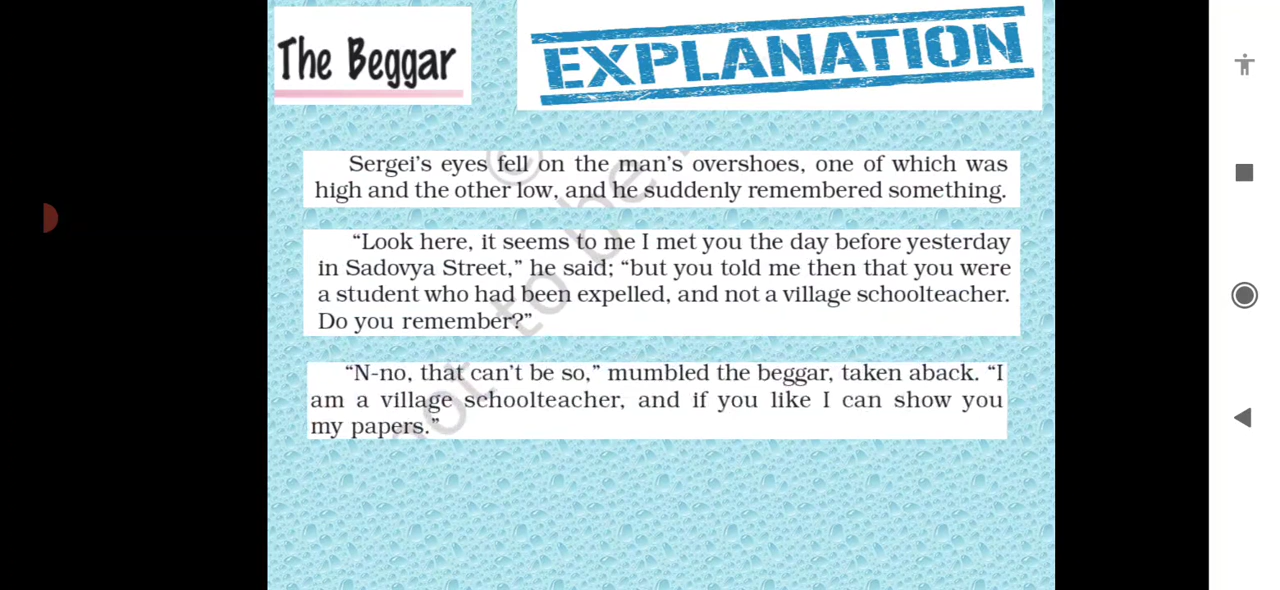 The Beggar
EXPLANATION
Sergei's eyes fell on the man's overshoes, one of which was
high and the other low, and he suddenly remembered something.
"Look here, it seems to me I met you the day before yesterday
in Sadovya Street," he said; "but you told me then that you were
a student who had been expelled, and not a village schoolteacher.
Do you remember?"
"N-no, that can't be so," mumbled the beggar, taken aback. "I
am a village schoolteacher, and if you like I can show you
my papers."
©
not to be